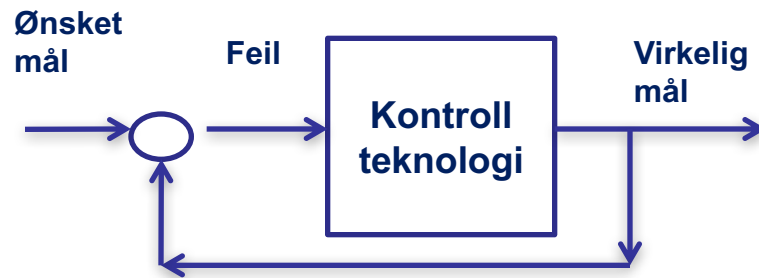 Ønsket
mål
Feil
Kontroll
teknologi
Virkelig
mål